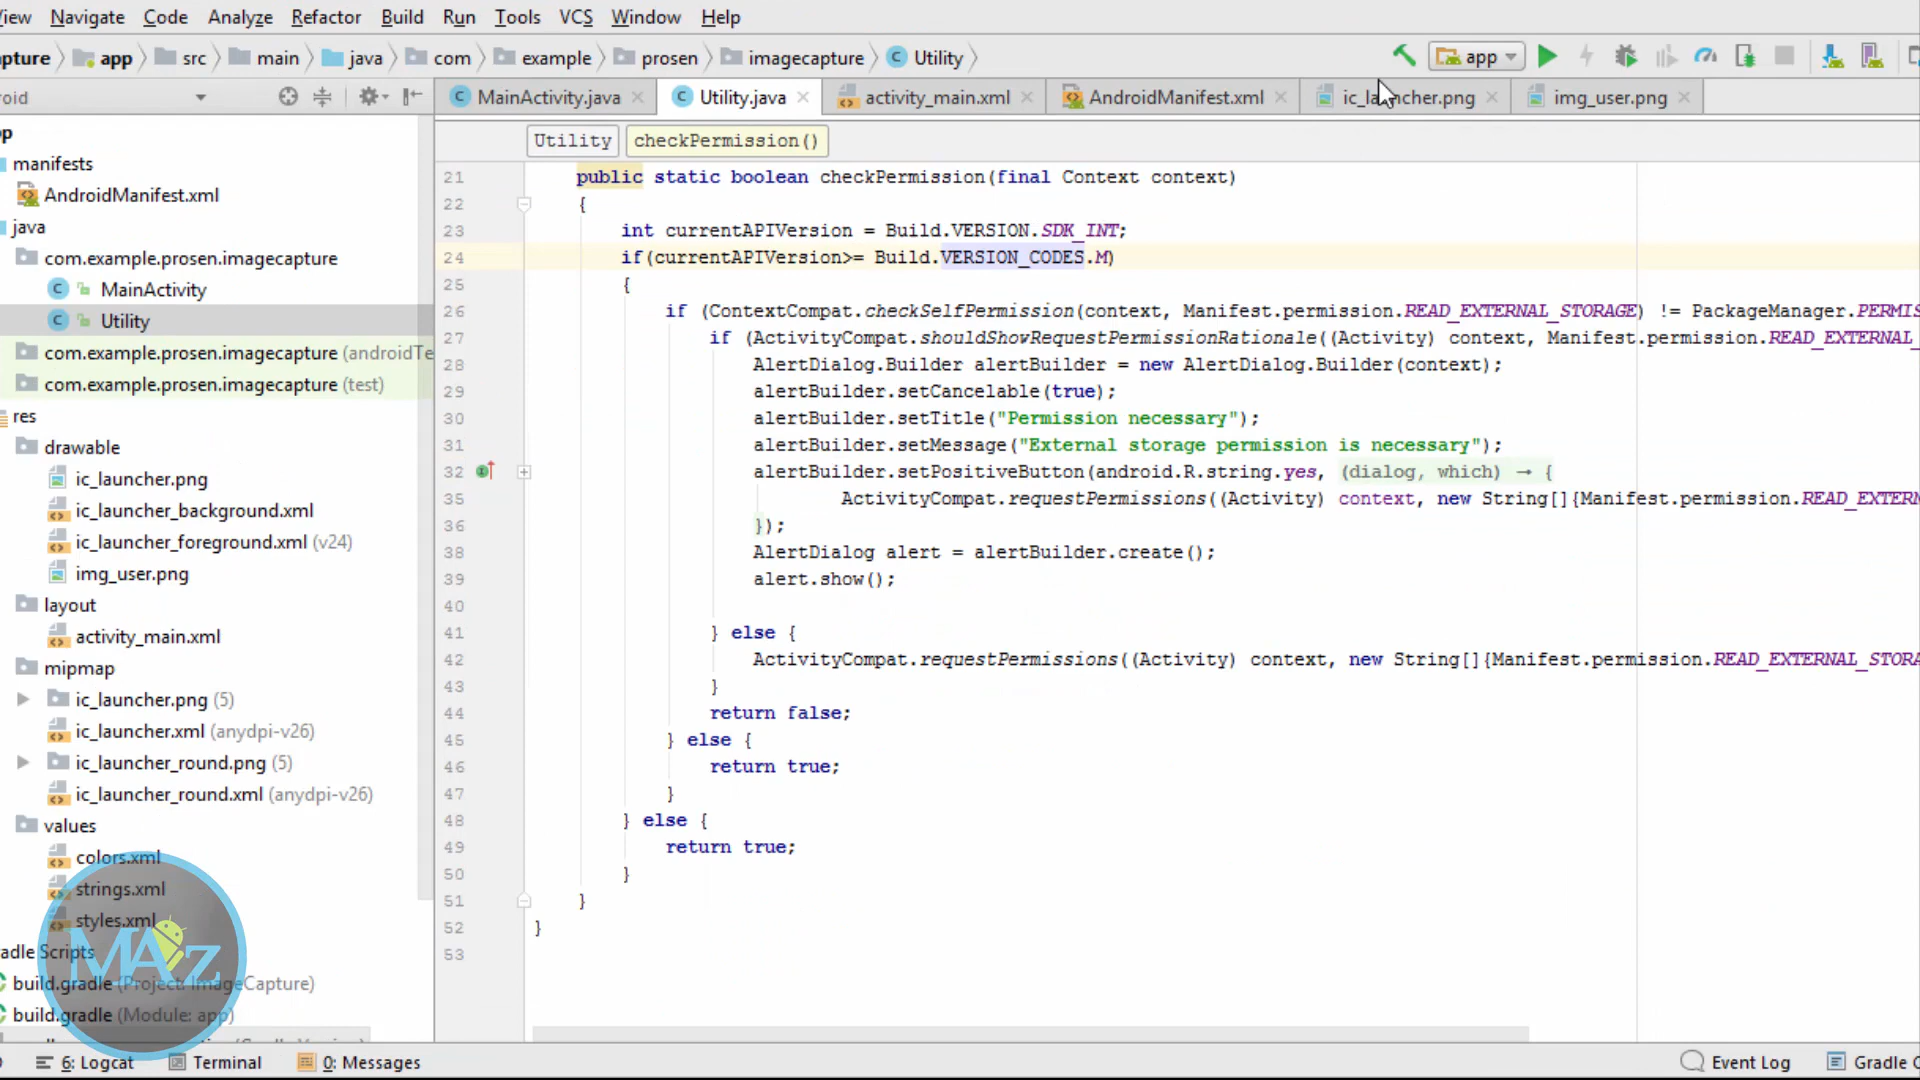 View Navigate Code Analyze Refactor Build Run Tools VCS Window Help
pture app src main java com example prosen imagecapture Utility app
oid MainActivity.java Utility.java activity_main.xml AndroidManifest.xml ic_launcher.png img_user.png
Utility checkPermission()
pp
manifests
AndroidManifest.xml
java
com.example.prosen.imagecapture
MainActivity
Utility
com.example.prosen.imagecapture (androidTe
com.example.prosen.imagecapture (test)
res
drawable
ic_launcher.png
ic_launcher_background.xml
ic_launcher_foreground.xml (v24)
img_user.png
layout
activity_main.xml
mipmap
ic_launcher.png (5)
ic_launcher.xml (anydpi-v26)
ic_launcher_round.png (5)
ic_launcher_round.xml (anydpi-v26)
values
colors.xml
strings.xml
styles.xml
adle Scripts
build.gradle (Project: ImageCapture)
build.gradle (Module: app)
MAz
21 public static boolean checkPermission(final Context context)
22 {
23 int currentAPIVersion = Build.VERSION.SDK_INT;
24 if(currentAPIVersion>= Build.VERSION_CODES.M)
25 {
26 if (ContextCompat.checkSelfPermission(context, Manifest.permission.READ_EXTERNAL_STORAGE) != PackageManager.PERMIS
27 if (ActivityCompat.shouldShowRequestPermissionRationale((Activity) context, Manifest.permission.READ_EXTERNAL_
28 AlertDialog.Builder alertBuilder = new AlertDialog.Builder(context);
29 alertBuilder.setCancelable(true);
30 alertBuilder.setTitle("Permission necessary");
31 alertBuilder.setMessage("External storage permission is necessary");
32 alertBuilder.setPositiveButton(android.R.string.yes, (dialog, which) → {
35 ActivityCompat.requestPermissions((Activity) context, new String[]{Manifest.permission.READ_EXTERN
36 });
38 AlertDialog alert = alertBuilder.create();
39 alert.show();
40
41 } else {
42 ActivityCompat.requestPermissions((Activity) context, new String[]{Manifest.permission.READ_EXTERNAL_STORA
43 }
44 return false;
45 } else {
46 return true;
47 }
48 } else {
49 return true;
50 }
51 }
52 }
53
6: Logcat Terminal 0: Messages Event Log Gradle C